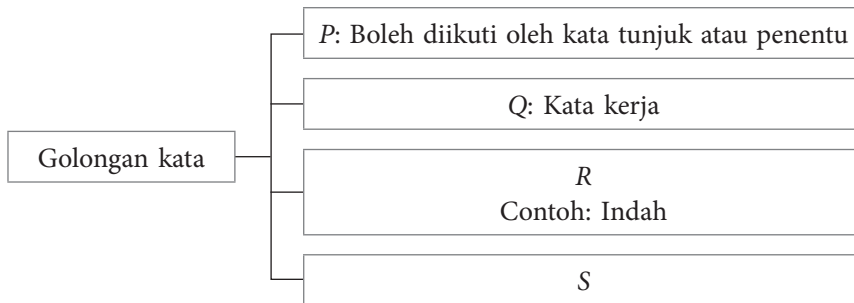 P: Boleh diikuti oleh kata tunjuk atau penentu
Q: Kata kerja
Golongan kata
R
Contoh: Indah
S